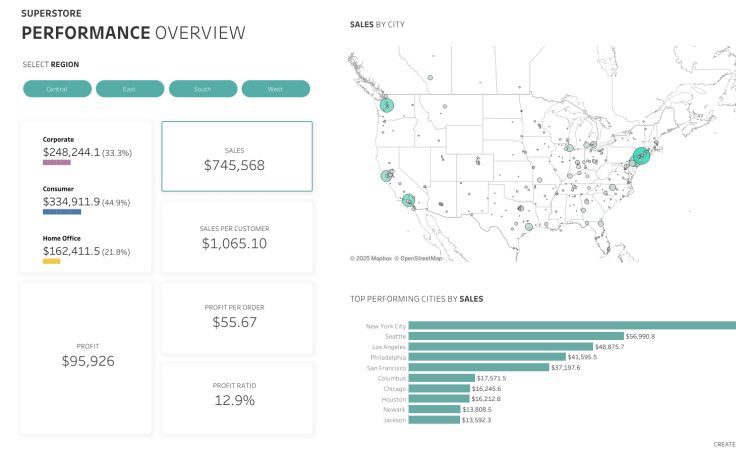 SUPERSTORE
PERFORMANCE OVERVIEW
SELECT REGION
Central
East
South
West
Corporate
$248,244.1 (33.3%)
Consumer
$334,911.9 (44.9%)
Home Office
$162,411.5 (21.8%)
SALES
$745,568
SALES PER CUSTOMER
$1,065.10
PROFIT
$95,926
PROFIT PER ORDER
$55.67
PROFIT RATIO
12.9%
SALES BY CITY
© 2025 Mapbox © OpenStreetMap
TOP PERFORMING CITIES BY SALES
New York City
Seattle $56,990.8
Los Angeles $48,875.7
Philadelphia $41,595.5
San Francisco $37,197.6
Columbus $17,571.5
Chicago $16,245.6
Houston $16,212.8
Newark $13,808.5
Jackson $13,592.3
CREATE